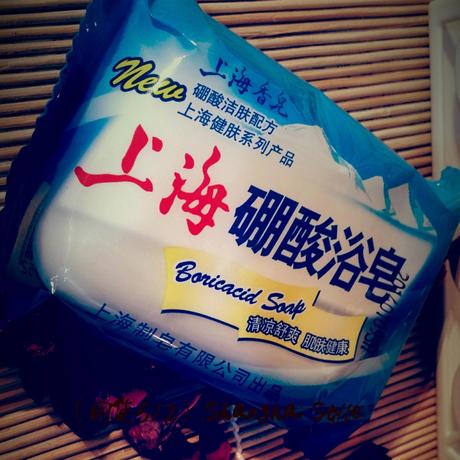 上海香皂
New
硼酸洁肤配方
上海健肤系列产品
上海 硼酸浴皂
Boricacid Soap
清凉舒爽 肌肤健康
上海制皂有限公司出品